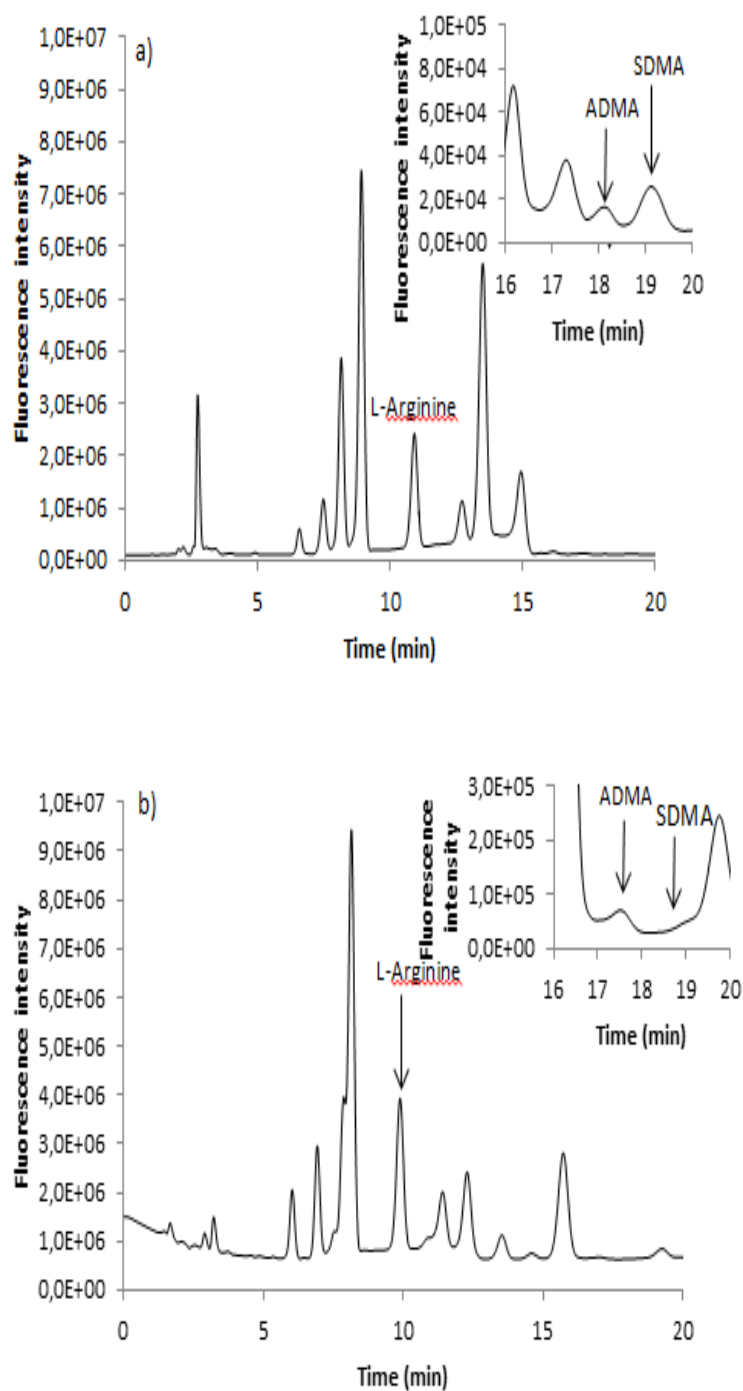 a)
Fluorescence intensity
1,0E+07
9,0E+06
8,0E+06
7,0E+06
6,0E+06
5,0E+06
4,0E+06
3,0E+06
2,0E+06
1,0E+06
0,0E+00
0 5 10 15 20
Time (min)
L-Arginine
Fluorescence intensity
1,0E+05
8,0E+04
6,0E+04
4,0E+04
2,0E+04
0,0E+00
ADMA
SDMA
16 17 18 19 20
Time (min)
b)
Fluorescence intensity
1,0E+07
9,0E+06
8,0E+06
7,0E+06
6,0E+06
5,0E+06
4,0E+06
3,0E+06
2,0E+06
1,0E+06
0,0E+00
0 5 10 15 20
Time (min)
L-Arginine
Fluorescence
intensity
3,0E+05
2,0E+05
1,0E+05
0,0E+00
ADMA
SDMA
16 17 18 19 20
Time (min)